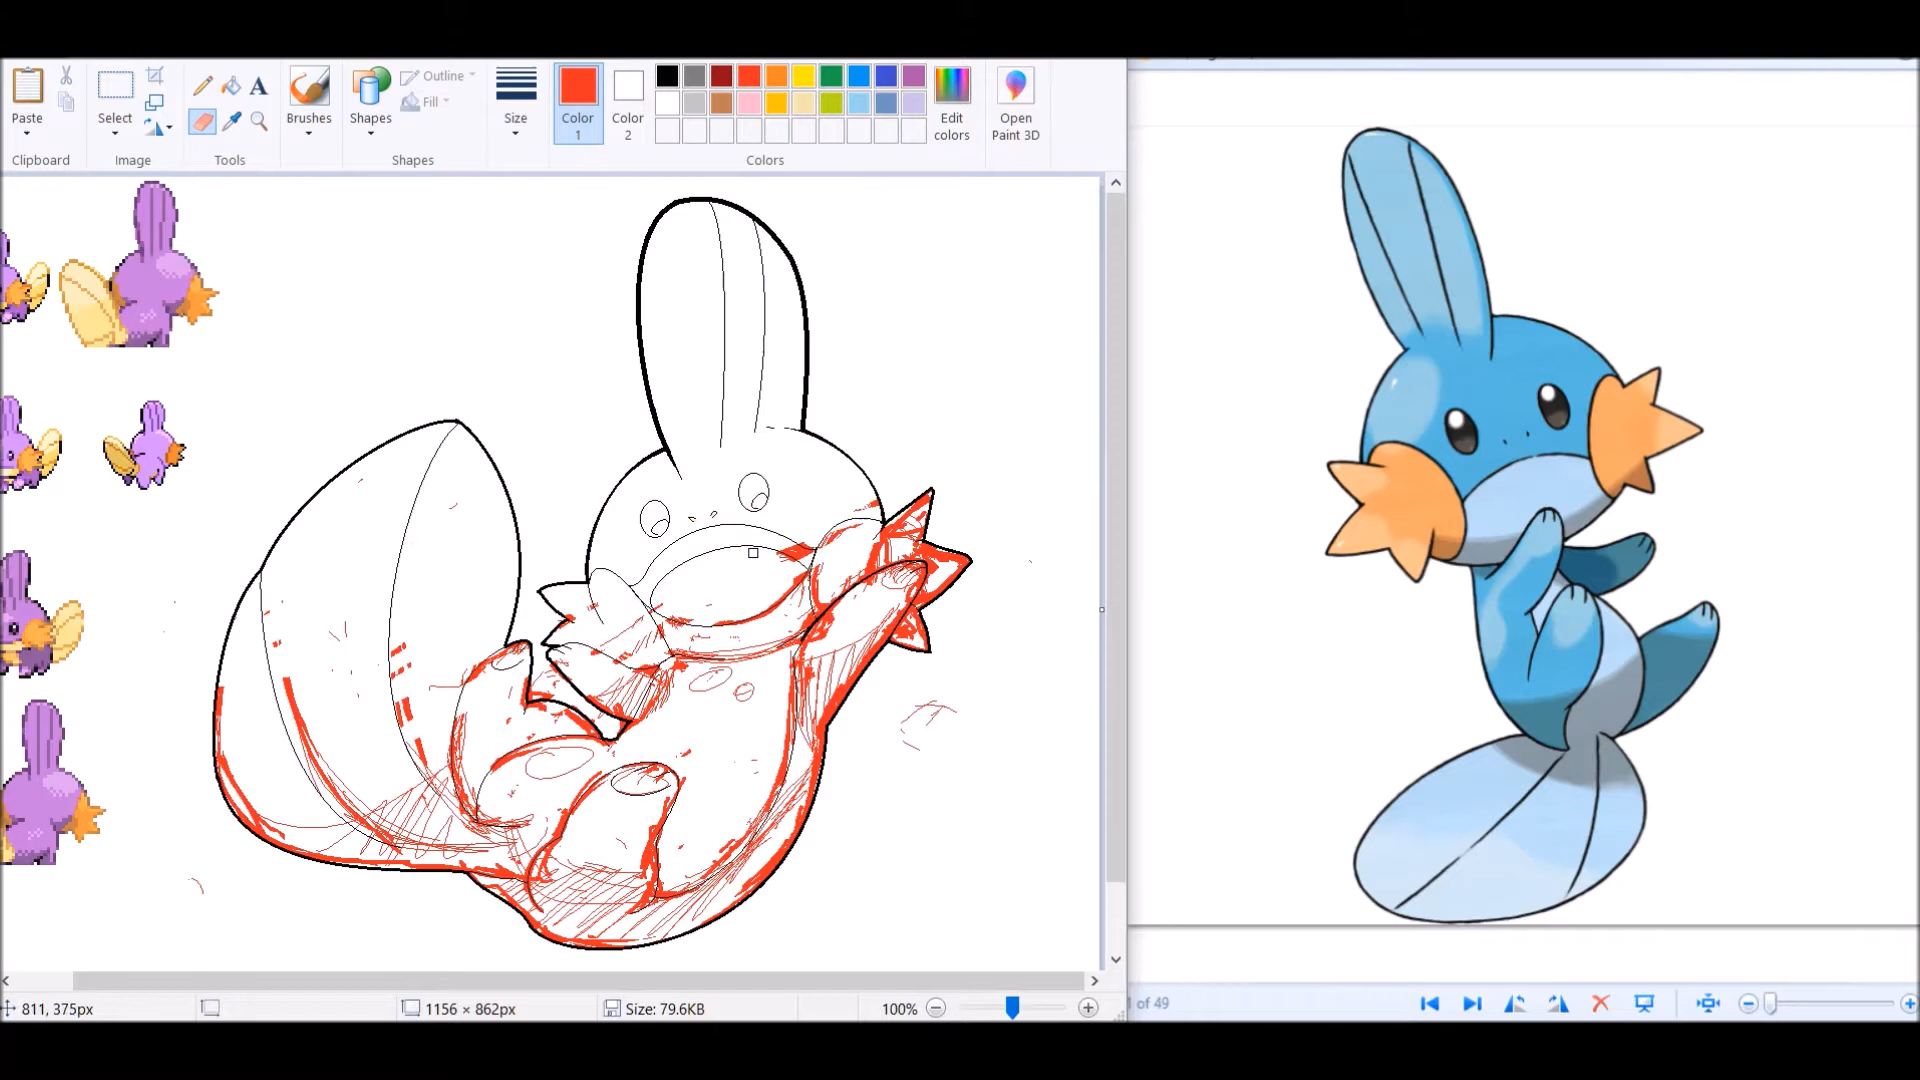 Paste
Clipboard
Select
Image
A
Tools
Brushes
Shapes
Outline
Fill
Shapes
Size
Color
1
Color
2
Edit
colors
Colors
Open
Paint 3D
811, 375px
1156 × 862px
Size: 79.6KB
100%
of 49